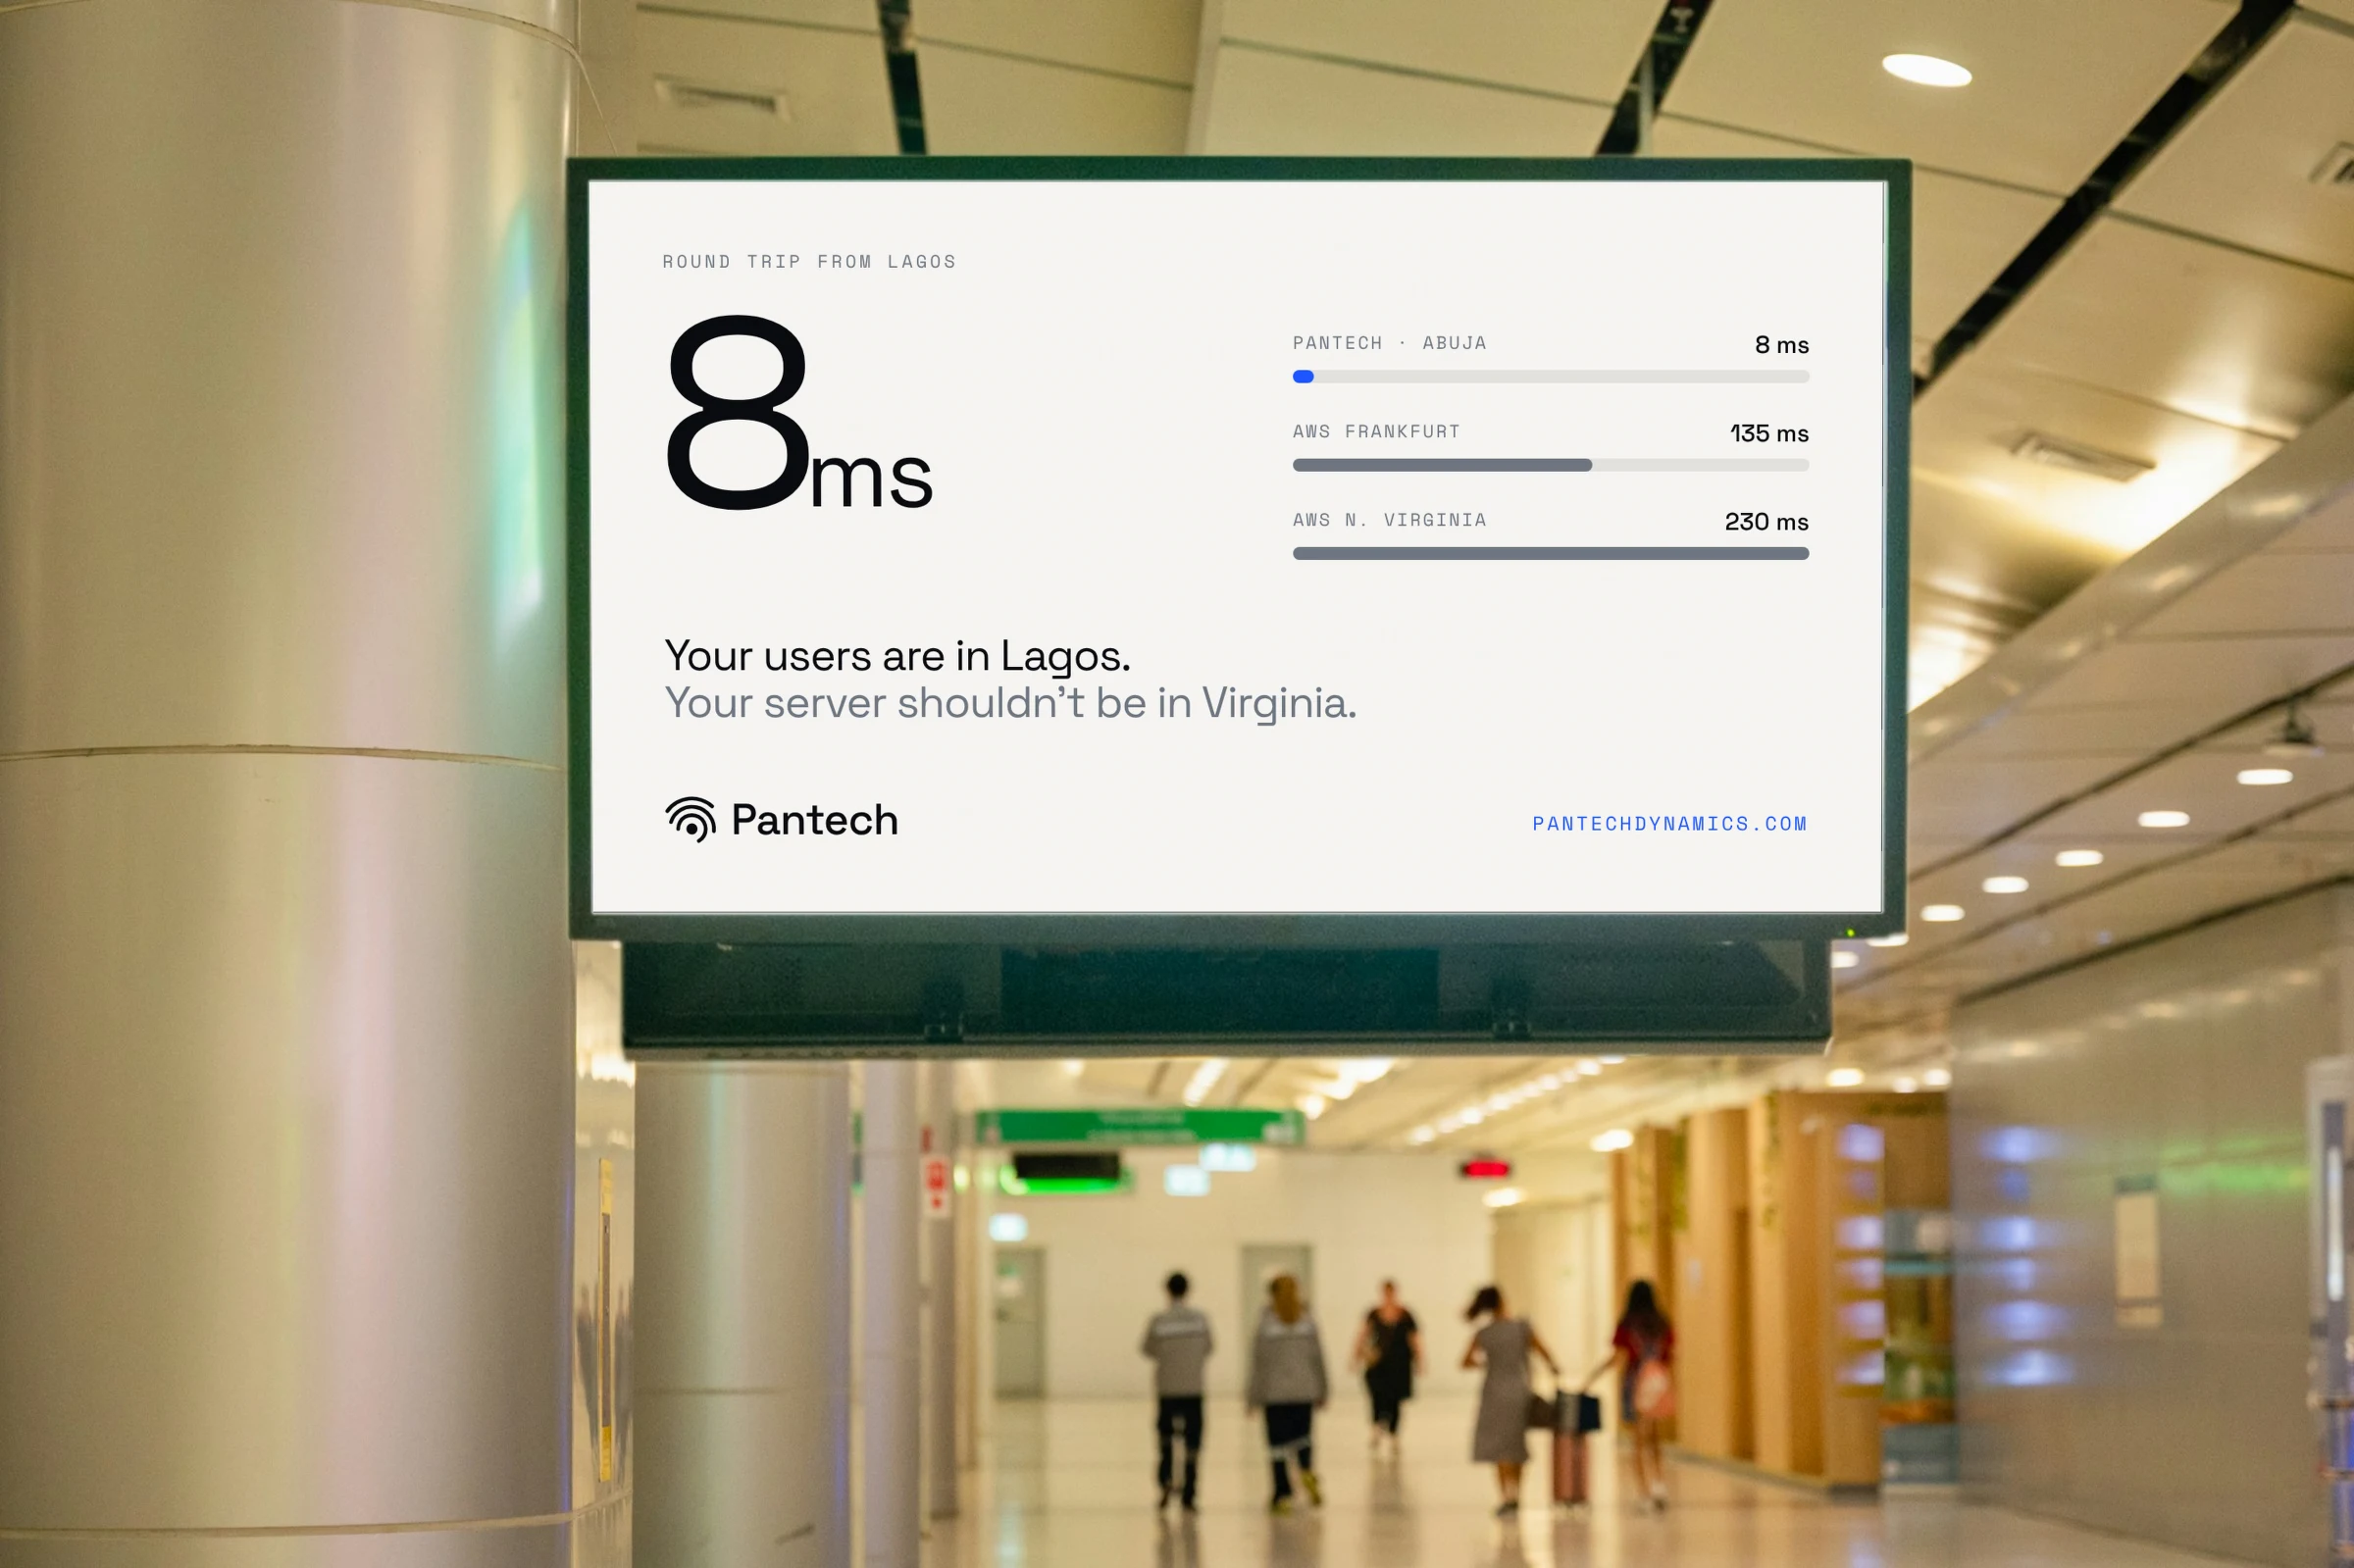 ROUND TRIP FROM LAGOS
8ms
PANTECH · ABUJA 8 ms
AWS FRANKFURT 135 ms
AWS N. VIRGINIA 230 ms
Your users are in Lagos.
Your server shouldn’t be in Virginia.
Pantech
PANTECHDYNAMICS.COM